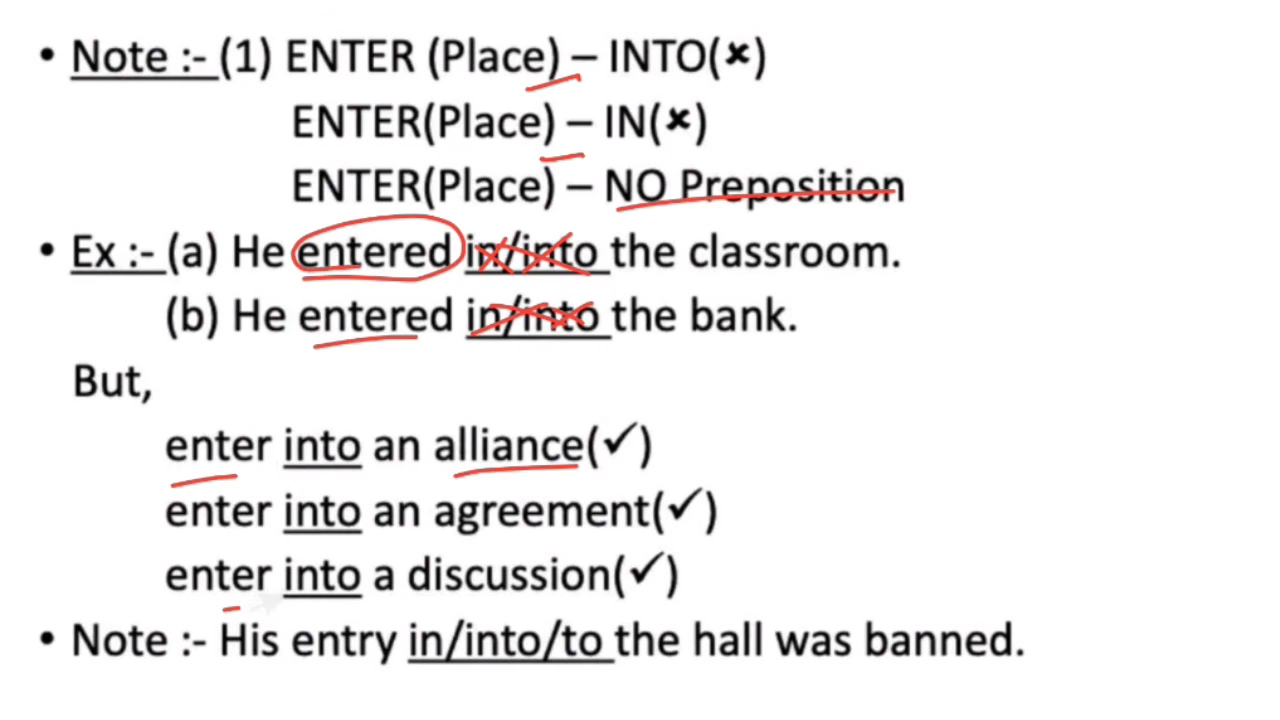 • Note :- (1) ENTER (Place) – INTO(✘)
ENTER(Place) – IN(✘)
ENTER(Place) – NO Preposition
• Ex :- (a) He entered in/into the classroom.
(b) He entered in/into the bank.
But,
enter into an alliance(✓)
enter into an agreement(✓)
enter into a discussion(✓)
• Note :- His entry in/into/to the hall was banned.